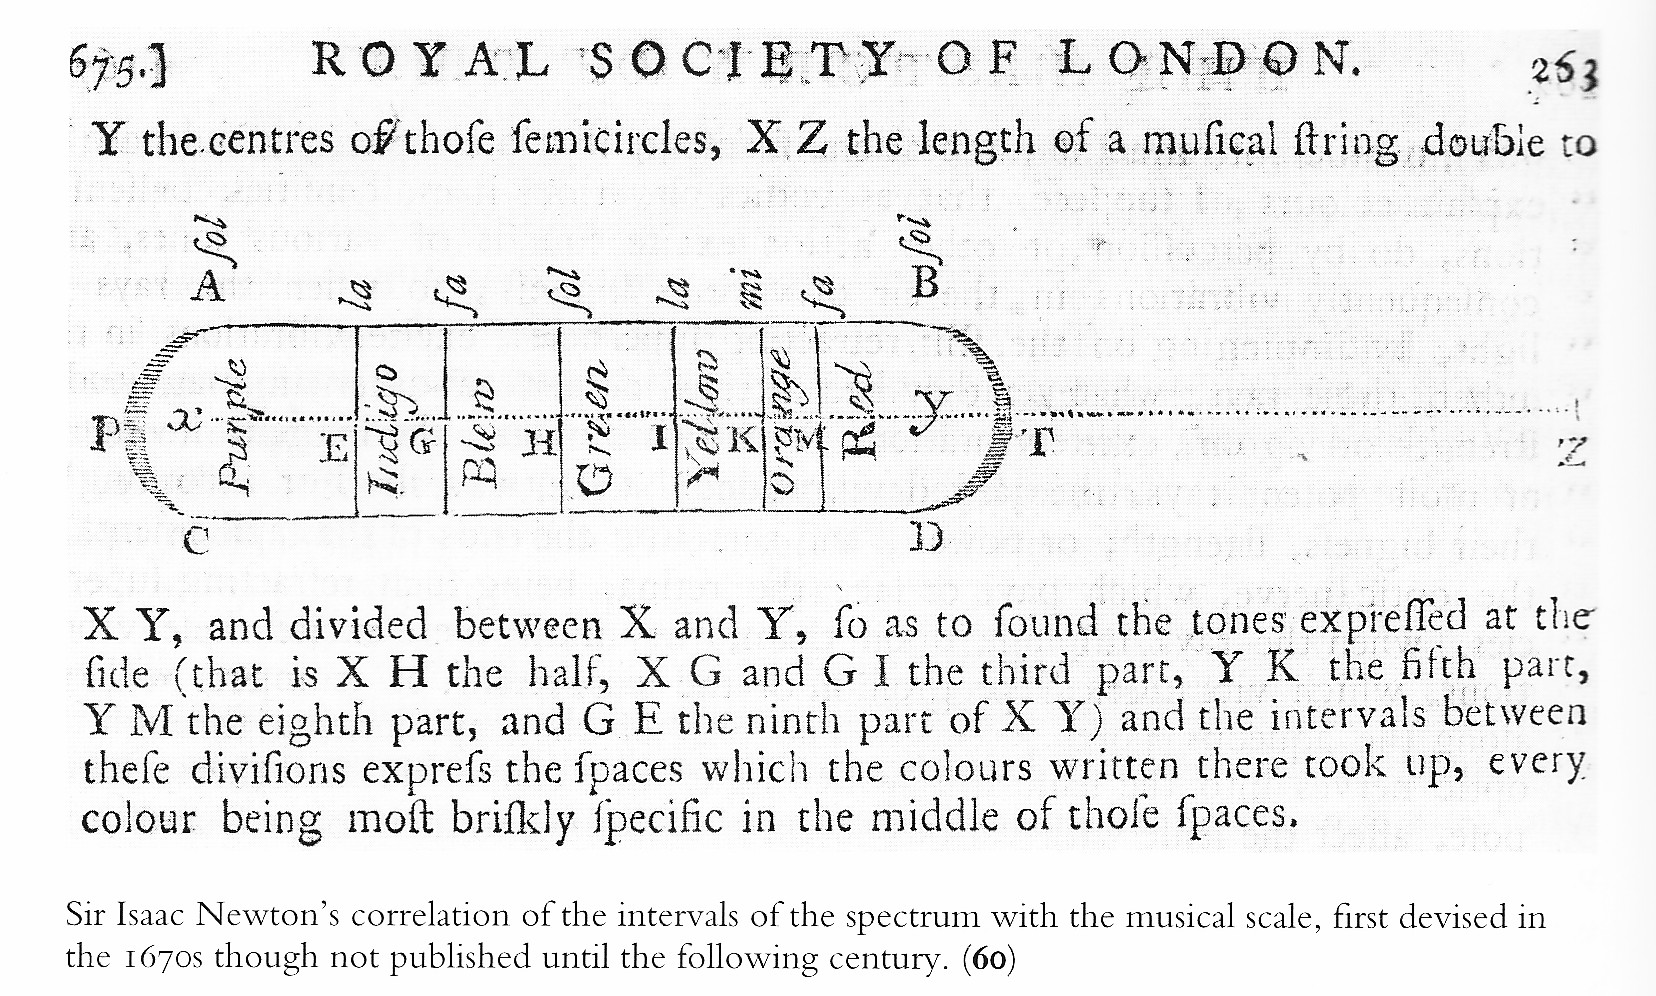 675.] ROYAL SOCIETY OF LONDON. 263
Y the centres of thoſe ſemicircles, X Z the length of a muſical ſtring double to
ſol la fa ſol la mi fa ſol
A B
x Purple Indigo Blew Green Yellow Orange Red y
P E G H I K M T Z
C D
X Y, and divided between X and Y, ſo as to ſound the tones expreſſed at the
ſide (that is X H the half, X G and G I the third part, Y K the fifth part,
Y M the eighth part, and G E the ninth part of X Y) and the intervals between
theſe diviſions expreſs the ſpaces which the colours written there took up, every
colour being moſt briſkly ſpecific in the middle of thoſe ſpaces.
Sir Isaac Newton's correlation of the intervals of the spectrum with the musical scale, first devised in
the 1670s though not published until the following century. (60)